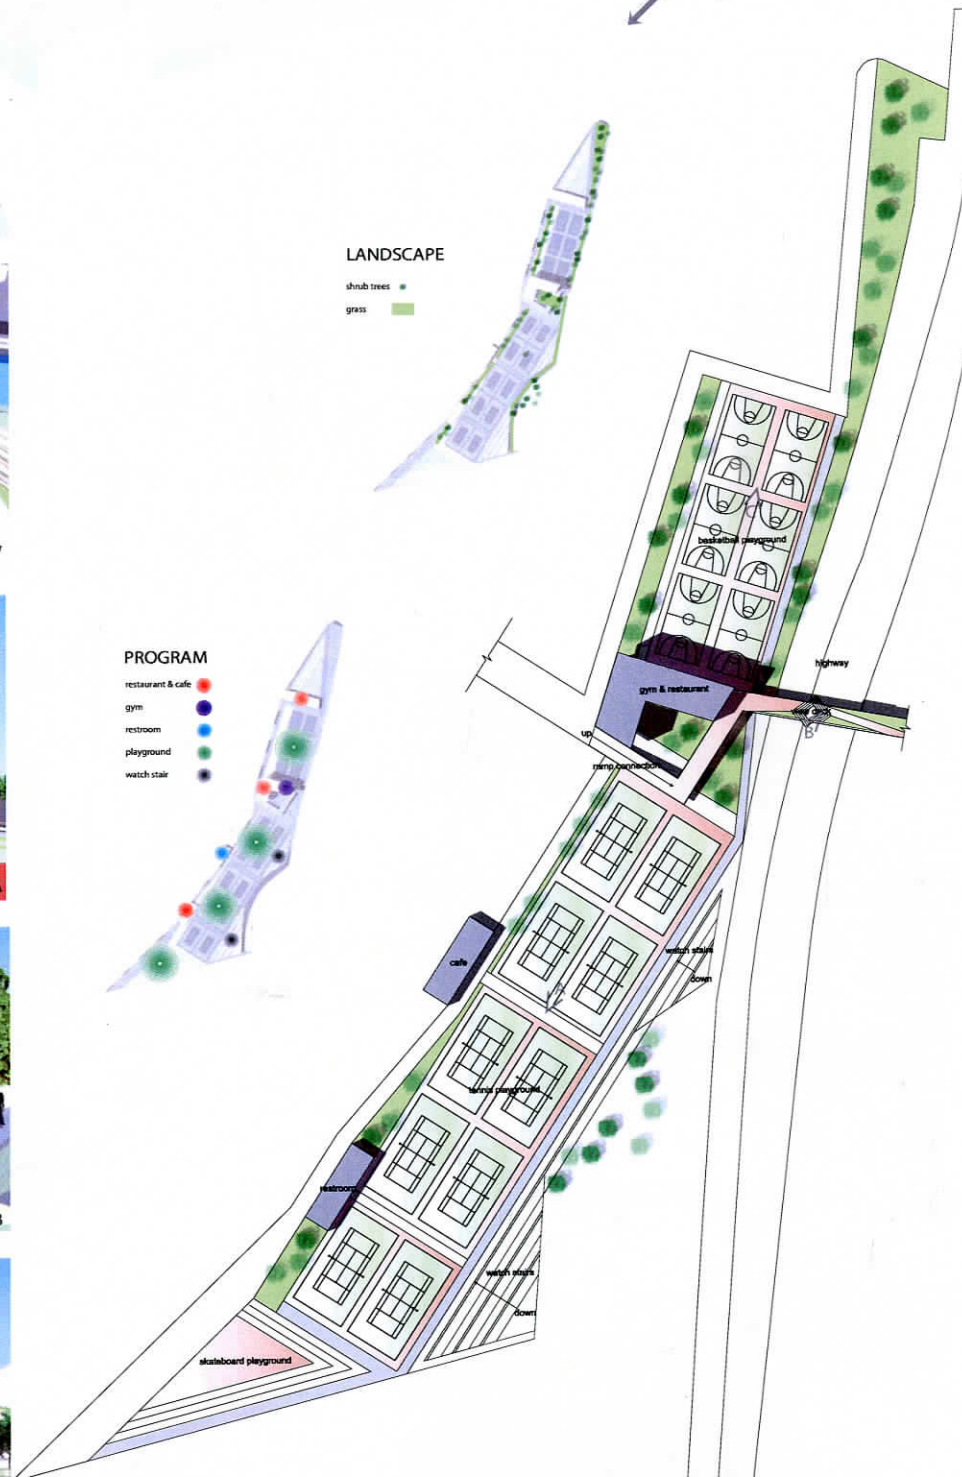 LANDSCAPE
shrub trees
grass
PROGRAM
restaurant & cafe
gym
restroom
playground
watch stair
basketball playground
C
highway
gym & restaurant
up
ramp connection
B
cafe
watch stairs
down
A
tennis playground
restroom
watch stairs
down
skateboard playground